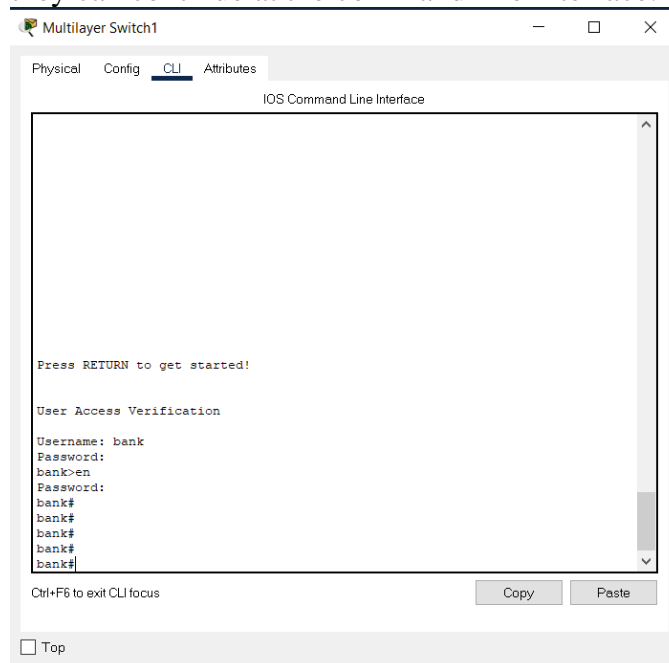 Multilayer Switch1
Physical Config CLI Attributes
IOS Command Line Interface
Press RETURN to get started!
User Access Verification
Username: bank
Password:
bank>en
Password:
bank#
bank#
bank#
bank#
bank#
Ctrl+F6 to exit CLI focus
Copy Paste
Top